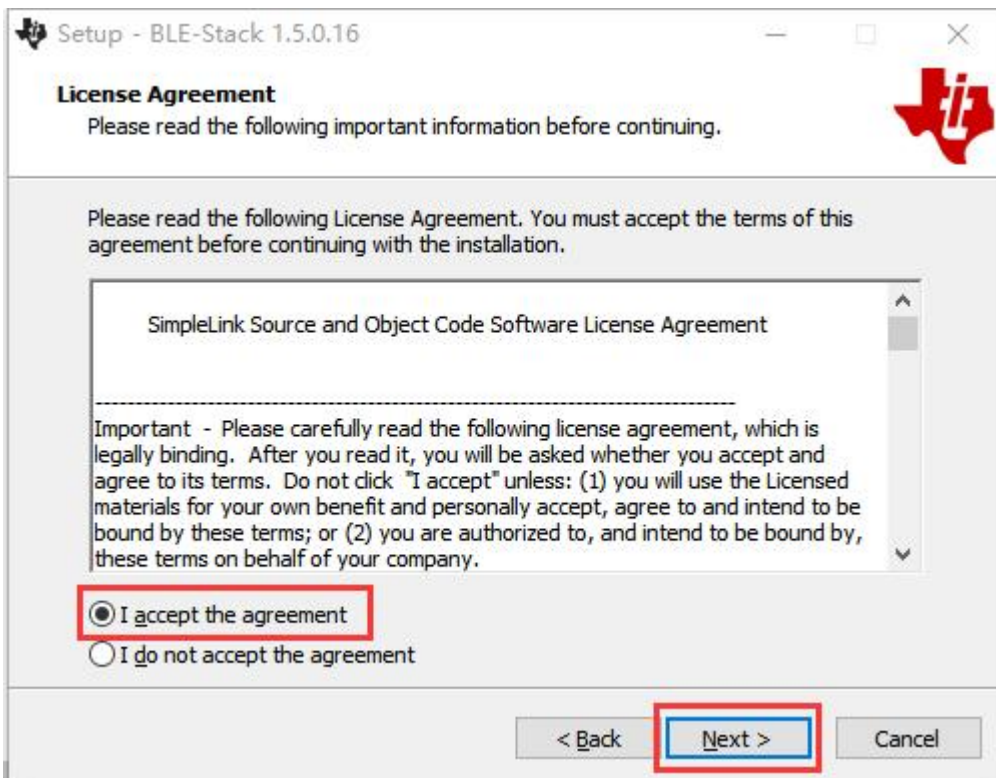 Setup - BLE-Stack 1.5.0.16
License Agreement
Please read the following important information before continuing.
Please read the following License Agreement. You must accept the terms of this
agreement before continuing with the installation.
SimpleLink Source and Object Code Software License Agreement
--------------------------------------------------------------------------------
Important  - Please carefully read the following license agreement, which is
legally binding.  After you read it, you will be asked whether you accept and
agree to its terms.  Do not click  "I accept" unless: (1) you will use the Licensed
materials for your own benefit and personally accept, agree to and intend to be
bound by these terms; or (2) you are authorized to, and intend to be bound by,
these terms on behalf of your company.
I accept the agreement
I do not accept the agreement
< Back
Next >
Cancel